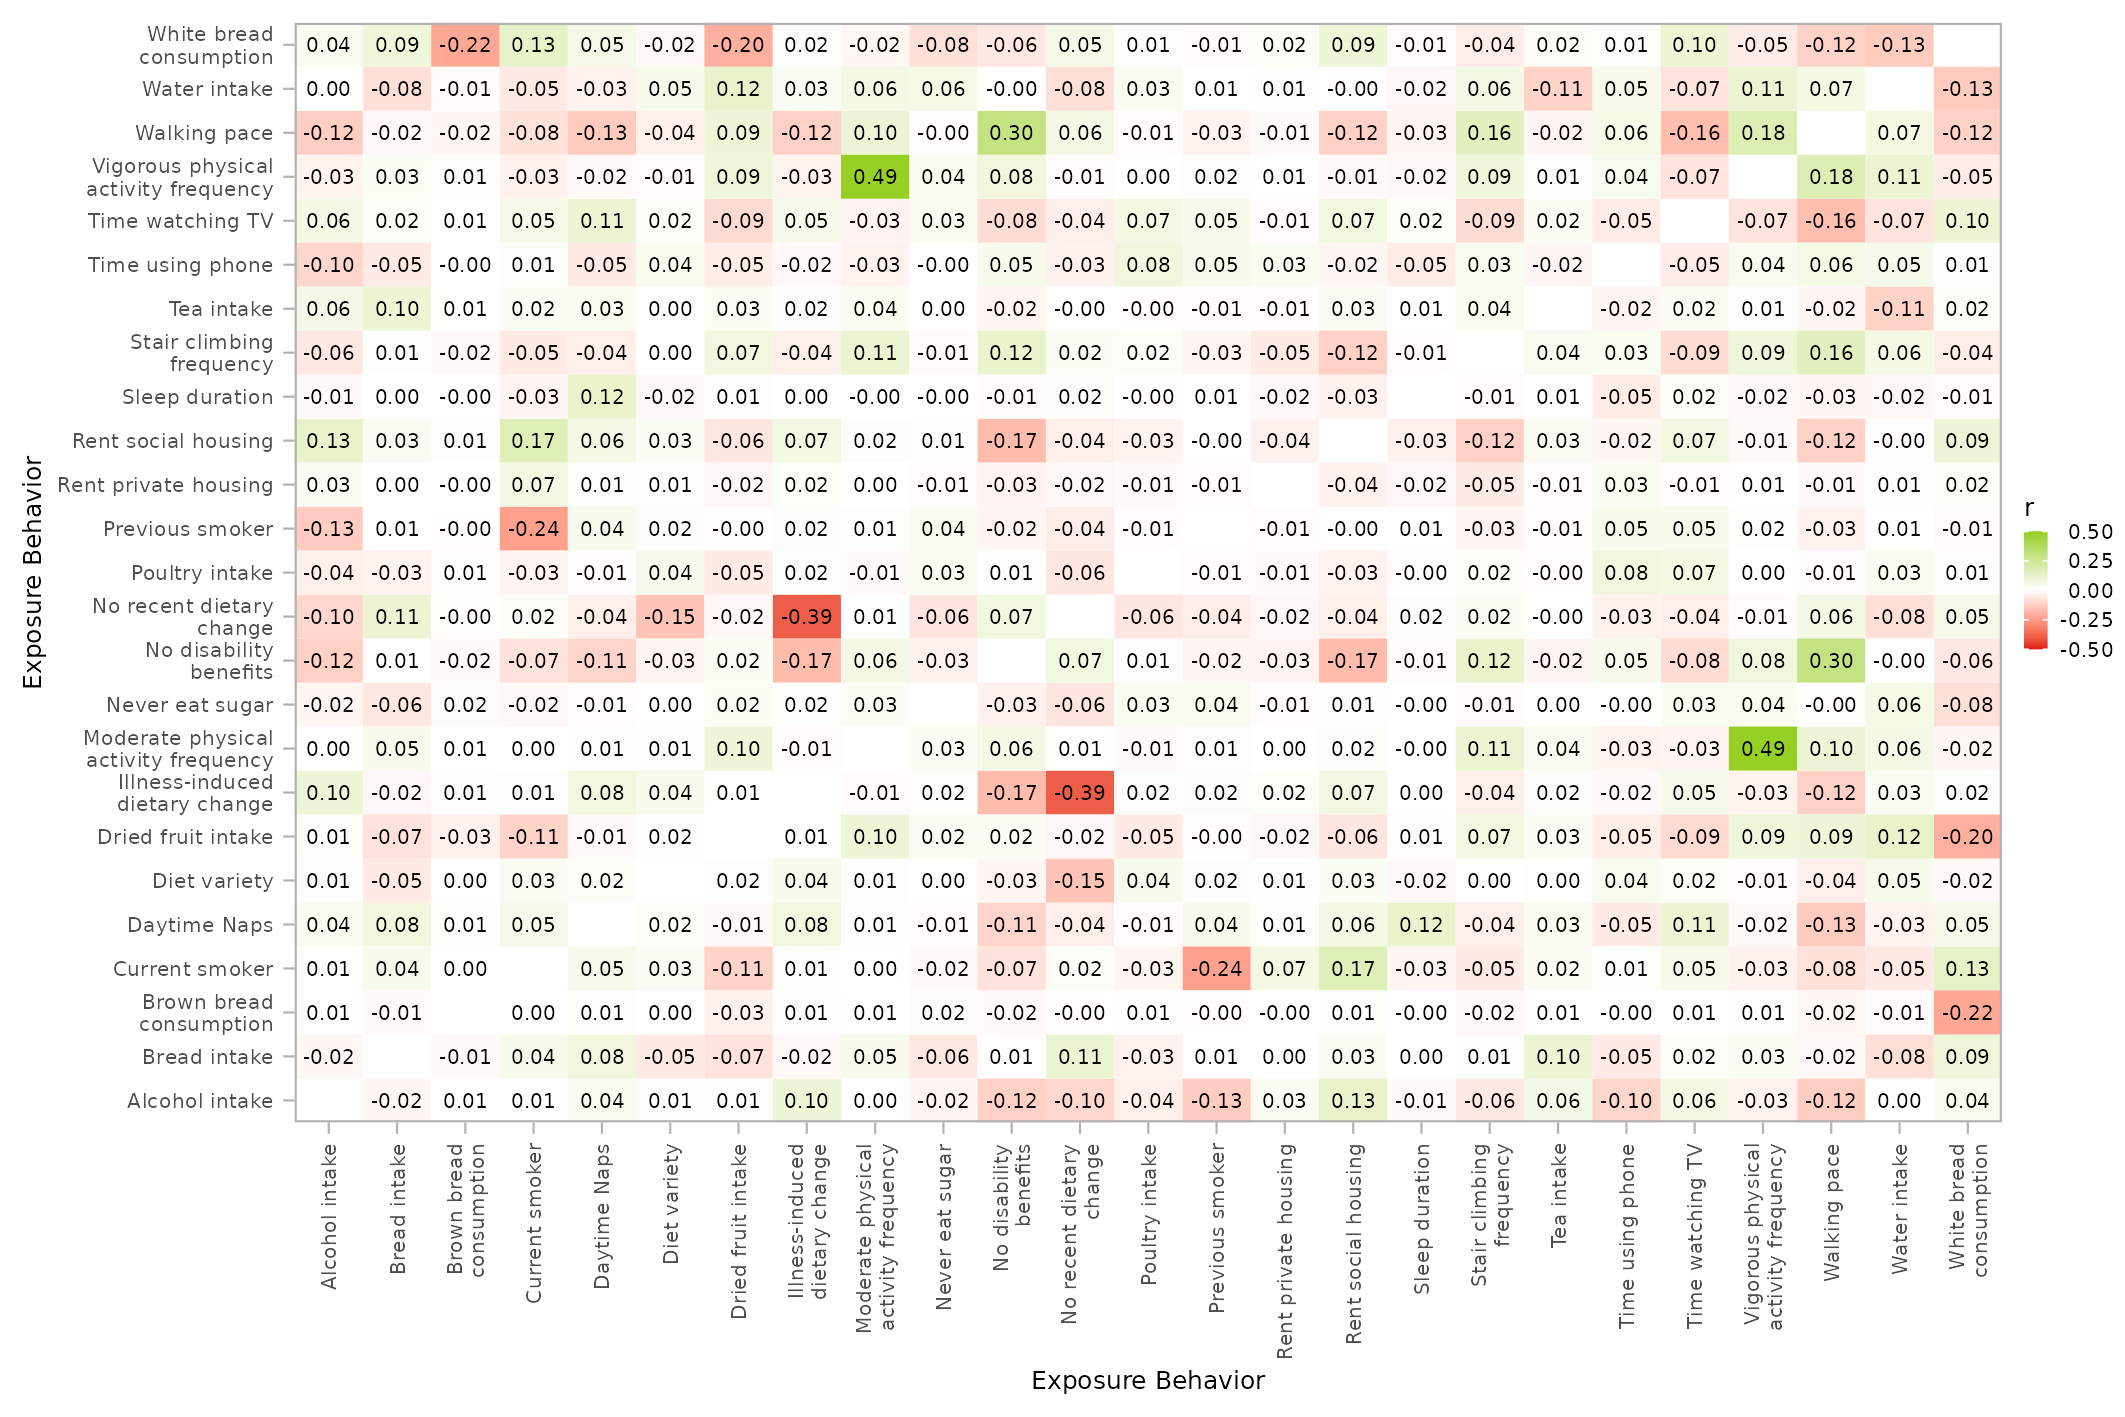 White bread
consumption
0.04 0.09 -0.22 0.13 0.05 -0.02 -0.20 0.02 -0.02 -0.08 -0.06 0.05 0.01 -0.01 0.02 0.09 -0.01 -0.04 0.02 0.01 0.10 -0.05 -0.12 -0.13
Water intake 0.00 -0.08 -0.01 -0.05 -0.03 0.05 0.12 0.03 0.06 0.06 -0.00 -0.08 0.03 0.01 0.01 -0.00 -0.02 0.06 -0.11 0.05 -0.07 0.11 0.07 -0.13
Walking pace -0.12 -0.02 -0.02 -0.08 -0.13 -0.04 0.09 -0.12 0.10 -0.00 0.30 0.06 -0.01 -0.03 -0.01 -0.12 -0.03 0.16 -0.02 0.06 -0.16 0.18 0.07 -0.12
Vigorous physical
activity frequency
-0.03 0.03 0.01 -0.03 -0.02 -0.01 0.09 -0.03 0.49 0.04 0.08 -0.01 0.00 0.02 0.01 -0.01 -0.02 0.09 0.01 0.04 -0.07 0.18 0.11 -0.05
Time watching TV 0.06 0.02 0.01 0.05 0.11 0.02 -0.09 0.05 -0.03 0.03 -0.08 -0.04 0.07 0.05 -0.01 0.07 0.02 -0.09 0.02 -0.05 -0.07 -0.16 -0.07 0.10
Time using phone -0.10 -0.05 -0.00 0.01 -0.05 0.04 -0.05 -0.02 -0.03 -0.00 0.05 -0.03 0.08 0.05 0.03 -0.02 -0.05 0.03 -0.02 -0.05 0.04 0.06 0.05 0.01
Tea intake 0.06 0.10 0.01 0.02 0.03 0.00 0.03 0.02 0.04 0.00 -0.02 -0.00 -0.00 -0.01 -0.01 0.03 0.01 0.04 -0.02 0.02 0.01 -0.02 -0.11 0.02
Stair climbing
frequency
-0.06 0.01 -0.02 -0.05 -0.04 0.00 0.07 -0.04 0.11 -0.01 0.12 0.02 0.02 -0.03 -0.05 -0.12 -0.01 0.04 0.03 -0.09 0.09 0.16 0.06 -0.04
Sleep duration -0.01 0.00 -0.00 -0.03 0.12 -0.02 0.01 0.00 -0.00 -0.00 -0.01 0.02 -0.00 0.01 -0.02 -0.03 -0.01 0.01 -0.05 0.02 -0.02 -0.03 -0.02 -0.01
Rent social housing 0.13 0.03 0.01 0.17 0.06 0.03 -0.06 0.07 0.02 0.01 -0.17 -0.04 -0.03 -0.00 -0.04 -0.03 -0.12 0.03 -0.02 0.07 -0.01 -0.12 -0.00 0.09
Rent private housing 0.03 0.00 -0.00 0.07 0.01 0.01 -0.02 0.02 0.00 -0.01 -0.03 -0.02 -0.01 -0.01 -0.04 -0.02 -0.05 -0.01 0.03 -0.01 0.01 -0.01 0.01 0.02
Previous smoker -0.13 0.01 -0.00 -0.24 0.04 0.02 -0.00 0.02 0.01 0.04 -0.02 -0.04 -0.01 -0.01 -0.00 0.01 -0.03 -0.01 0.05 0.05 0.02 -0.03 0.01 -0.01
Poultry intake -0.04 -0.03 0.01 -0.03 -0.01 0.04 -0.05 0.02 -0.01 0.03 0.01 -0.06 -0.01 -0.01 -0.03 -0.00 0.02 -0.00 0.08 0.07 0.00 -0.01 0.03 0.01
No recent dietary
change
-0.10 0.11 -0.00 0.02 -0.04 -0.15 -0.02 -0.39 0.01 -0.06 0.07 -0.06 -0.04 -0.02 -0.04 0.02 0.02 -0.00 -0.03 -0.04 -0.01 0.06 -0.08 0.05
No disability
benefits
-0.12 0.01 -0.02 -0.07 -0.11 -0.03 0.02 -0.17 0.06 -0.03 0.07 0.01 -0.02 -0.03 -0.17 -0.01 0.12 -0.02 0.05 -0.08 0.08 0.30 -0.00 -0.06
Never eat sugar -0.02 -0.06 0.02 -0.02 -0.01 0.00 0.02 0.02 0.03 -0.03 -0.06 0.03 0.04 -0.01 0.01 -0.00 -0.01 0.00 -0.00 0.03 0.04 -0.00 0.06 -0.08
Moderate physical
activity frequency
0.00 0.05 0.01 0.00 0.01 0.01 0.10 -0.01 0.03 0.06 0.01 -0.01 0.01 0.00 0.02 -0.00 0.11 0.04 -0.03 -0.03 0.49 0.10 0.06 -0.02
Illness-induced
dietary change
0.10 -0.02 0.01 0.01 0.08 0.04 0.01 -0.01 0.02 -0.17 -0.39 0.02 0.02 0.02 0.07 0.00 -0.04 0.02 -0.02 0.05 -0.03 -0.12 0.03 0.02
Dried fruit intake 0.01 -0.07 -0.03 -0.11 -0.01 0.02 0.01 0.10 0.02 0.02 -0.02 -0.05 -0.00 -0.02 -0.06 0.01 0.07 0.03 -0.05 -0.09 0.09 0.09 0.12 -0.20
Diet variety 0.01 -0.05 0.00 0.03 0.02 0.02 0.04 0.01 0.00 -0.03 -0.15 0.04 0.02 0.01 0.03 -0.02 0.00 0.00 0.04 0.02 -0.01 -0.04 0.05 -0.02
Daytime Naps 0.04 0.08 0.01 0.05 0.02 -0.01 0.08 0.01 -0.01 -0.11 -0.04 -0.01 0.04 0.01 0.06 0.12 -0.04 0.03 -0.05 0.11 -0.02 -0.13 -0.03 0.05
Current smoker 0.01 0.04 0.00 0.05 0.03 -0.11 0.01 0.00 -0.02 -0.07 0.02 -0.03 -0.24 0.07 0.17 -0.03 -0.05 0.02 0.01 0.05 -0.03 -0.08 -0.05 0.13
Brown bread
consumption
0.01 -0.01 0.00 0.01 0.00 -0.03 0.01 0.01 0.02 -0.02 -0.00 0.01 -0.00 -0.00 0.01 -0.00 -0.02 0.01 -0.00 0.01 0.01 -0.02 -0.01 -0.22
Bread intake -0.02 -0.01 0.04 0.08 -0.05 -0.07 -0.02 0.05 -0.06 0.01 0.11 -0.03 0.01 0.00 0.03 0.00 0.01 0.10 -0.05 0.02 0.03 -0.02 -0.08 0.09
Alcohol intake -0.02 0.01 0.01 0.04 0.01 0.01 0.10 0.00 -0.02 -0.12 -0.10 -0.04 -0.13 0.03 0.13 -0.01 -0.06 0.06 -0.10 0.06 -0.03 -0.12 0.00 0.04
Exposure Behavior
Alcohol intake
Bread intake
Brown bread
consumption
Current smoker
Daytime Naps
Diet variety
Dried fruit intake
Illness-induced
dietary change
Moderate physical
activity frequency
Never eat sugar
No disability
benefits
No recent dietary
change
Poultry intake
Previous smoker
Rent private housing
Rent social housing
Sleep duration
Stair climbing
frequency
Tea intake
Time using phone
Time watching TV
Vigorous physical
activity frequency
Walking pace
Water intake
White bread
consumption
Exposure Behavior
r
0.50
0.25
0.00
-0.25
-0.50